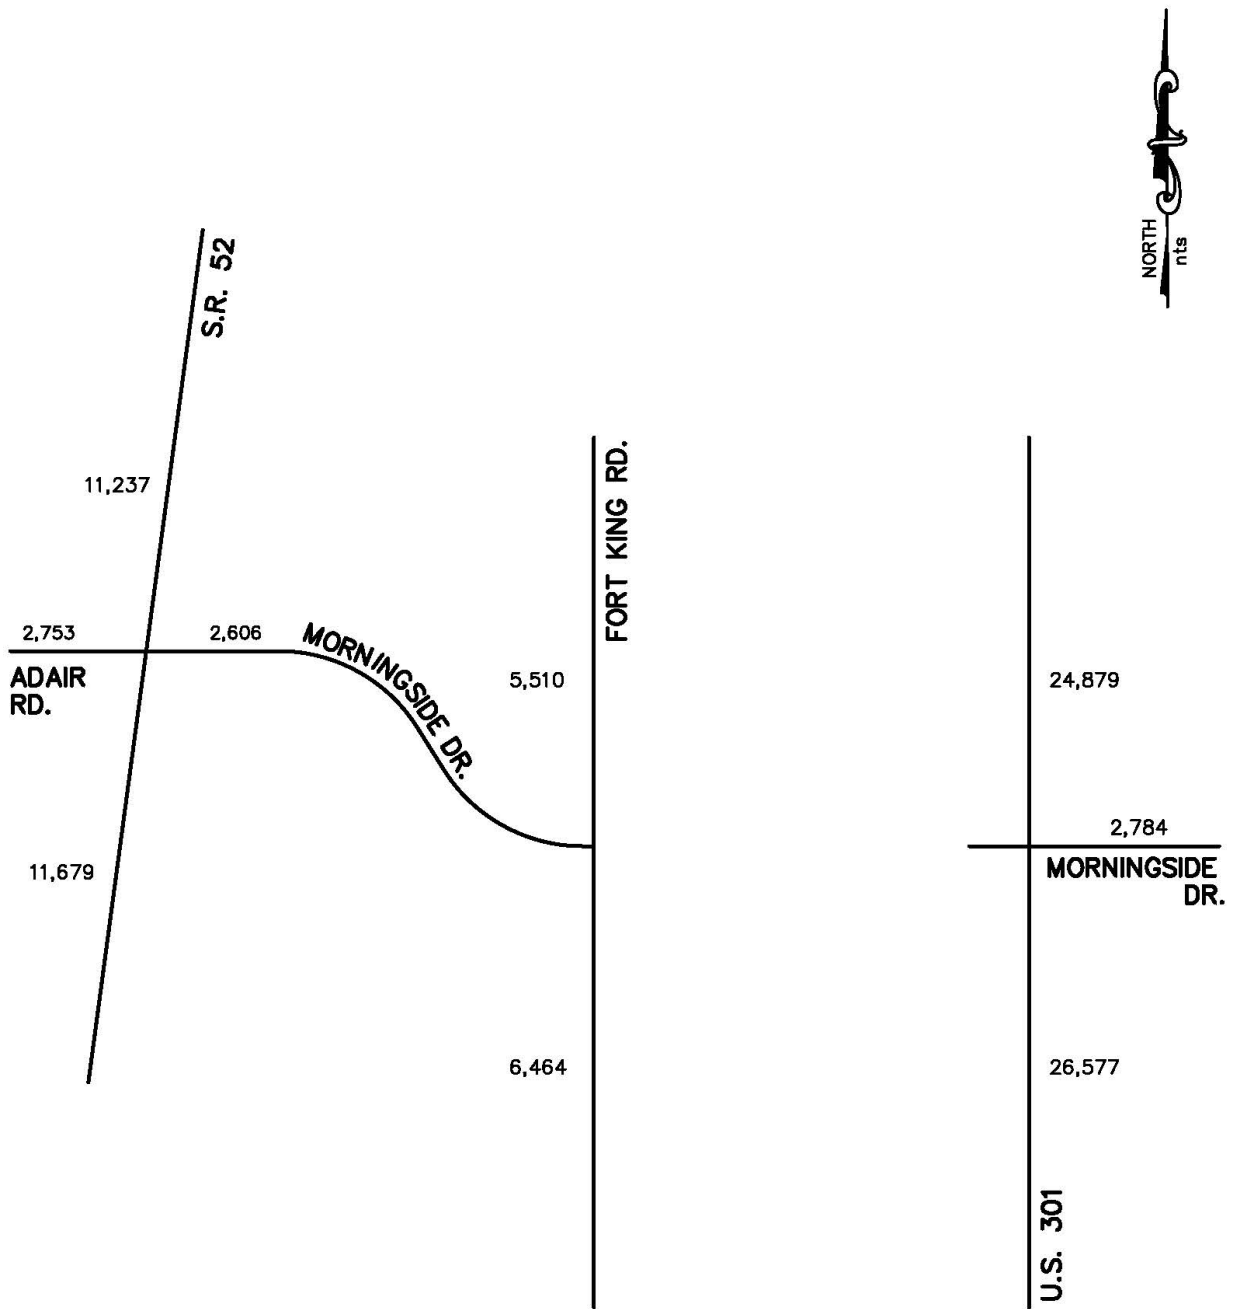 NORTH
nts
S.R. 52
11,237
FORT KING RD.
2,753
2,606
MORNINGSIDE DR.
ADAIR
RD.
5,510
24,879
2,784
11,679
MORNINGSIDE
DR.
6,464
26,577
U.S. 301